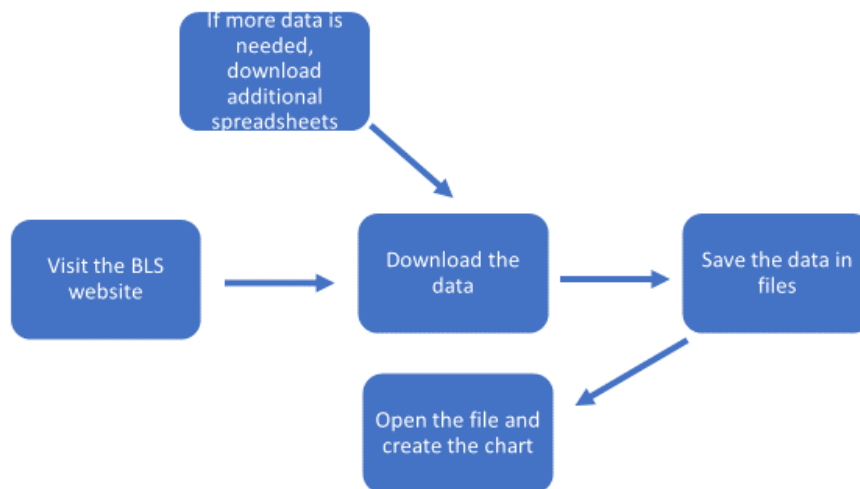 If more data is
needed,
download
additional
spreadsheets
Visit the BLS
website
Download the
data
Save the data in
files
Open the file and
create the chart